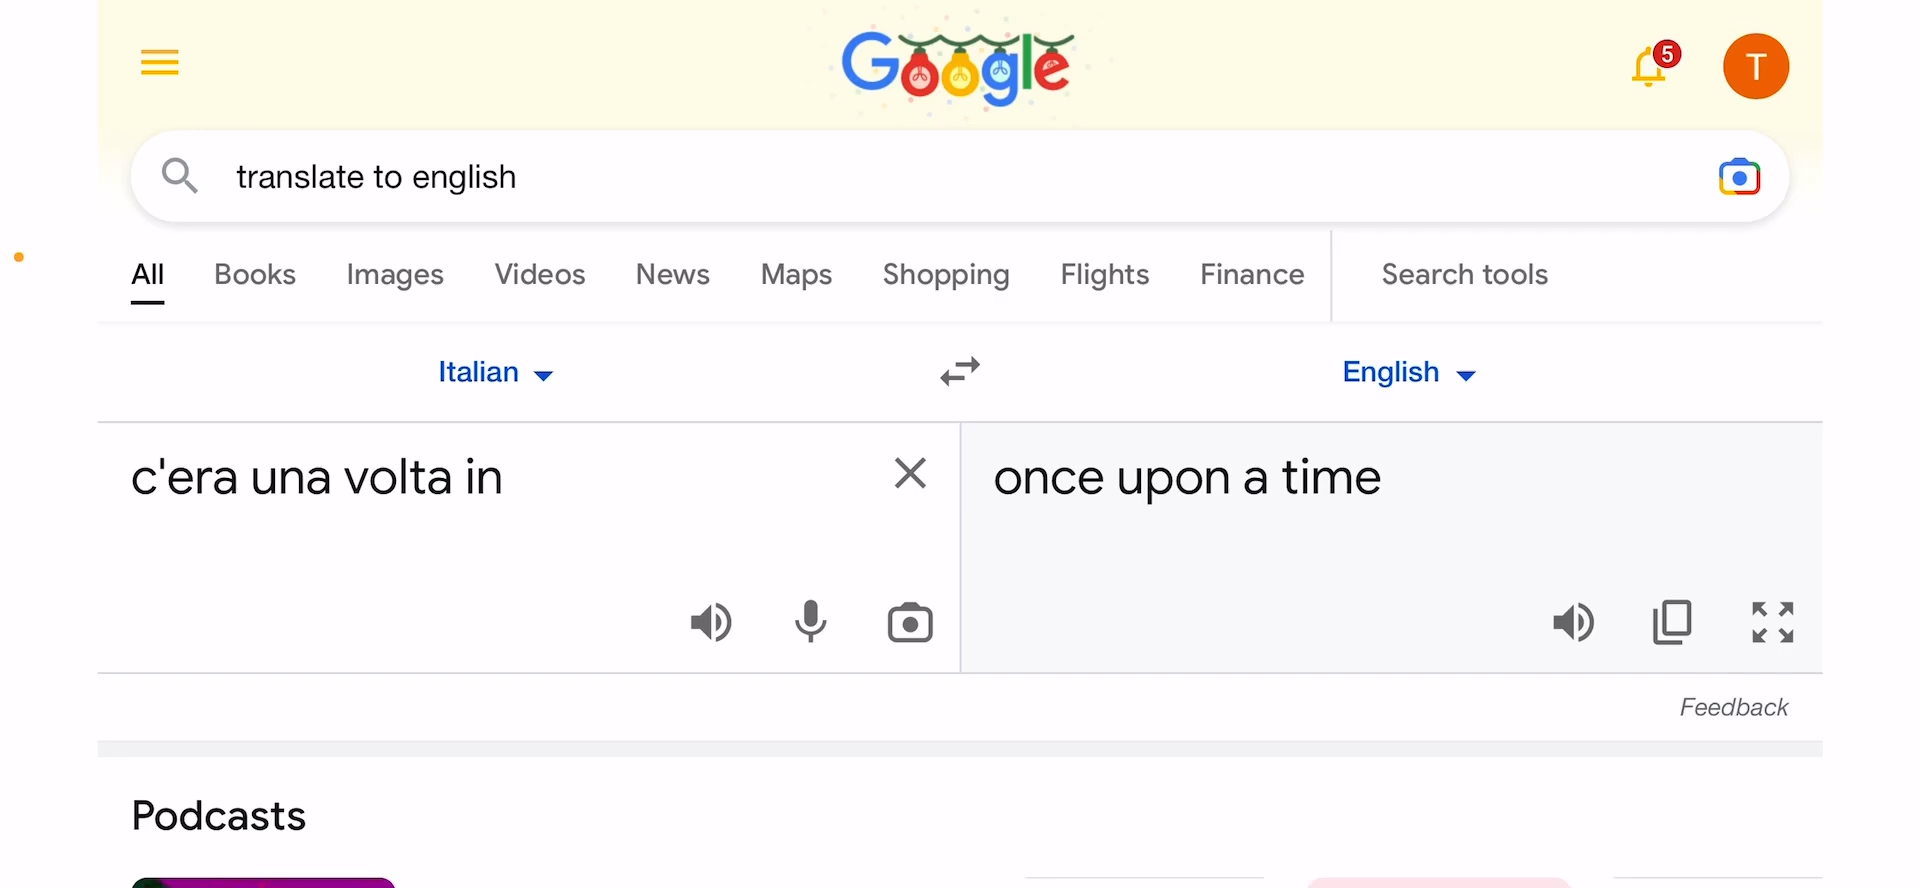 Google
5
T
translate to english
All Books Images Videos News Maps Shopping Flights Finance Search tools
Italian English
c'era una volta in
once upon a time
Feedback
Podcasts